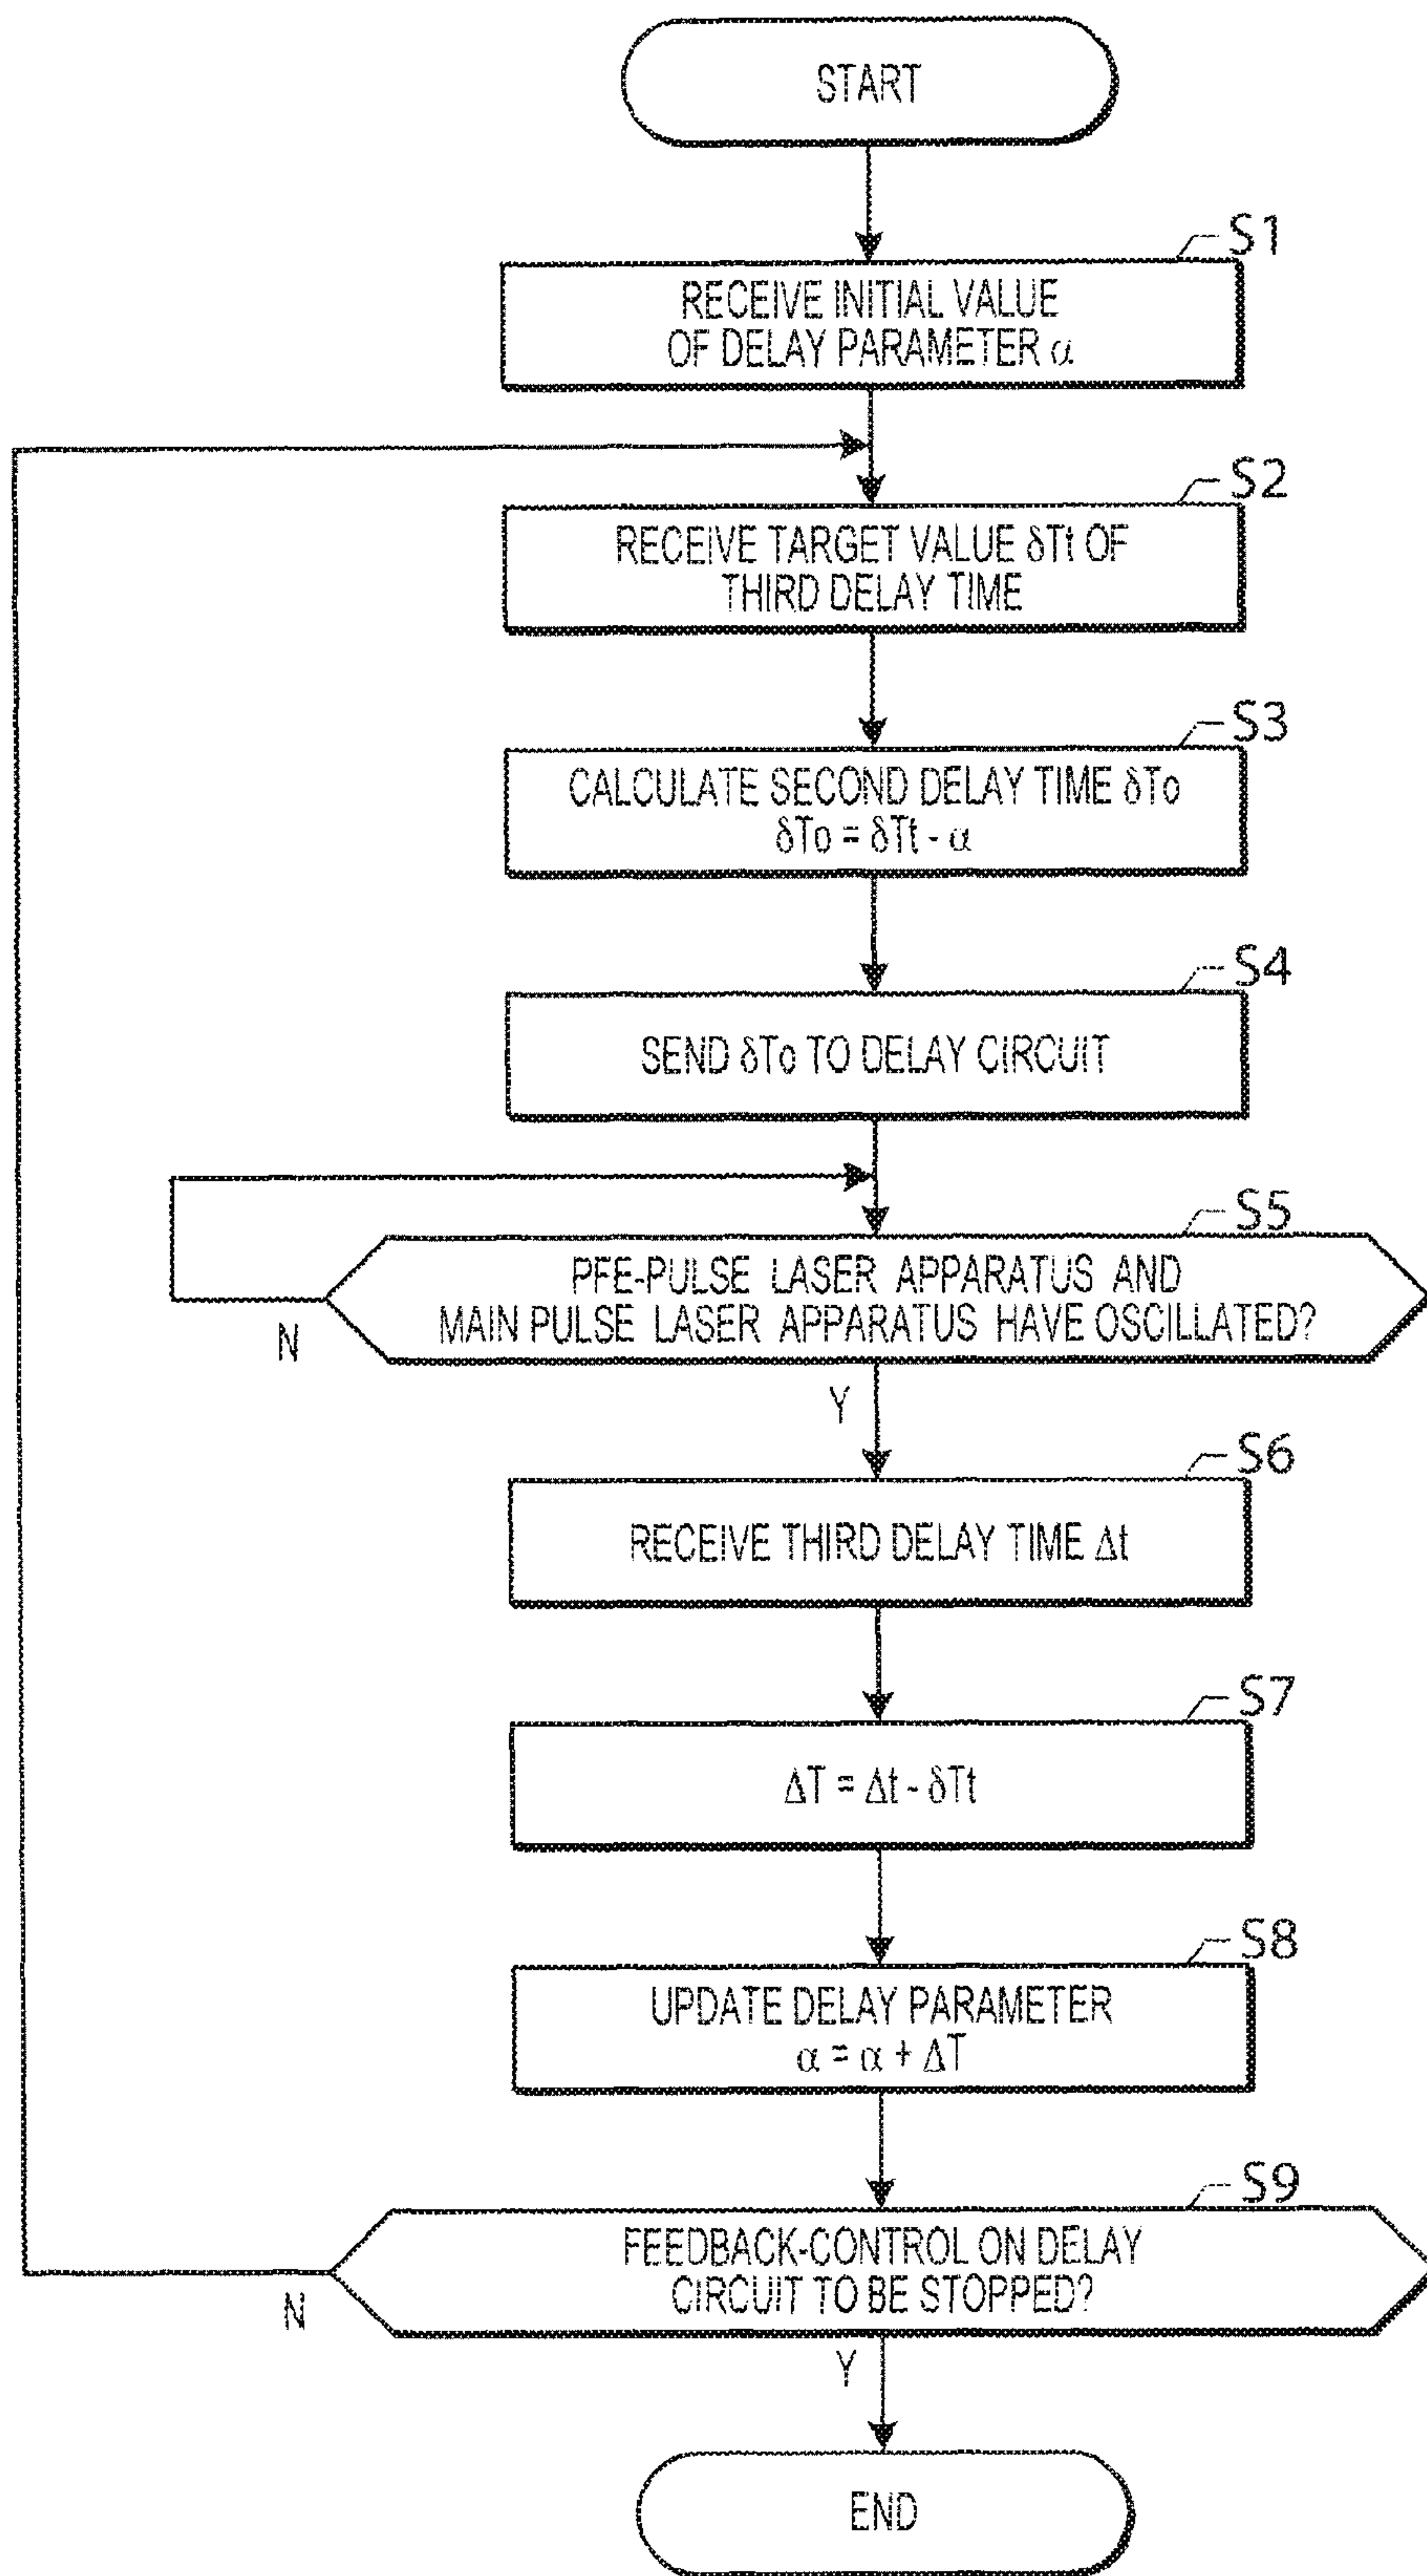 START
S1
RECEIVE INITIAL VALUE
OF DELAY PARAMETER α
S2
RECEIVE TARGET VALUE δTt OF
THIRD DELAY TIME
S3
CALCULATE SECOND DELAY TIME δTo
δTo = δTt - α
S4
SEND δTo TO DELAY CIRCUIT
S5
PFE-PULSE LASER APPARATUS AND
MAIN PULSE LASER APPARATUS HAVE OSCILLATED?
N
Y
S6
RECEIVE THIRD DELAY TIME Δt
S7
ΔT = Δt - δTt
S8
UPDATE DELAY PARAMETER
α = α + ΔT
S9
FEEDBACK-CONTROL ON DELAY
CIRCUIT TO BE STOPPED?
N
Y
END